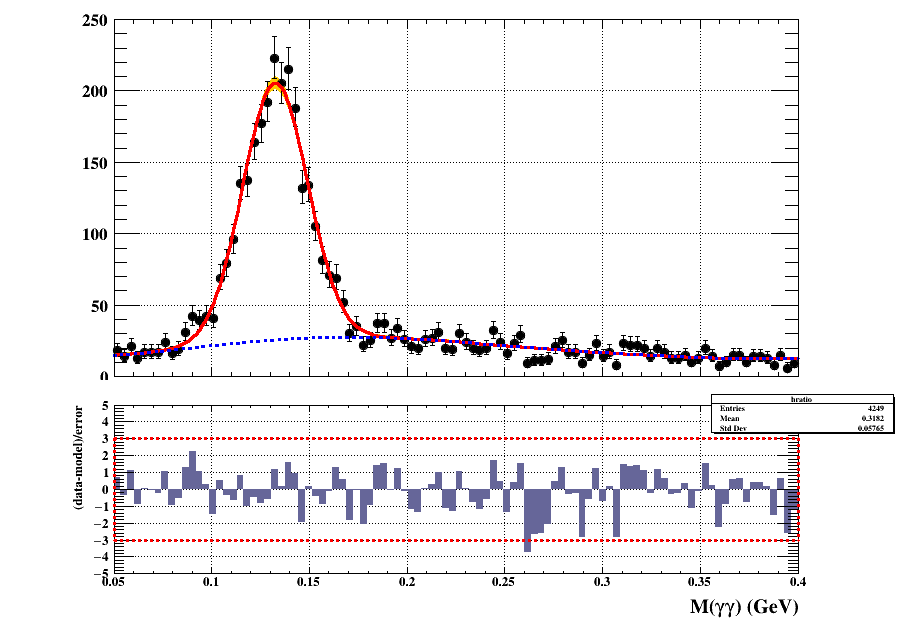 250
200
150
100
50
0
hratio
Entries 4249
Mean 0.3182
Std Dev 0.05765
(data-model)/error
5
4
3
2
1
0
−1
−2
−3
−4
−5
0.05 0.1 0.15 0.2 0.25 0.3 0.35 0.4
M(γγ) (GeV)